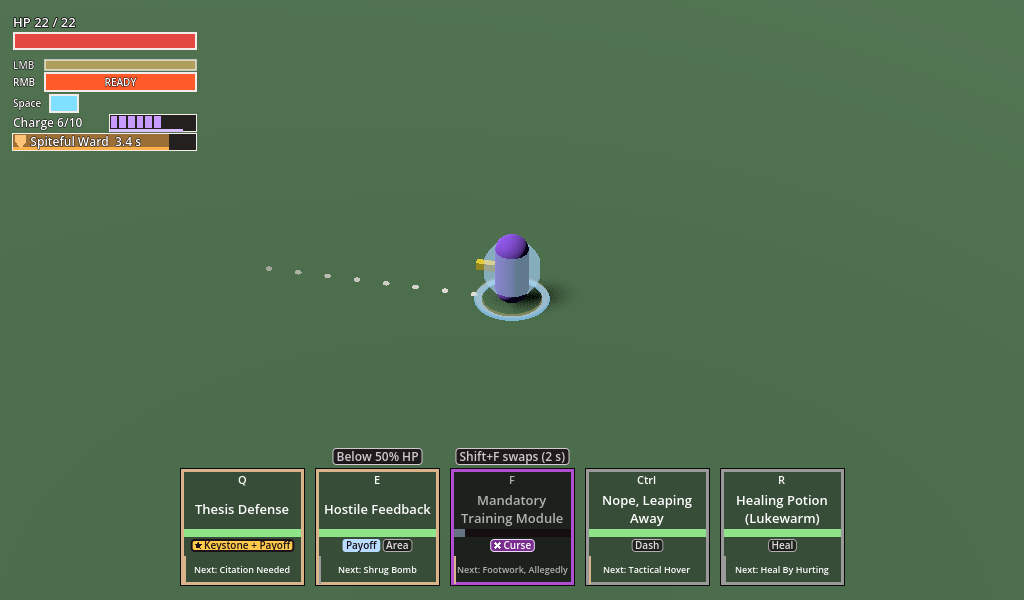 HP 22 / 22
LMB
RMB READY
Space
Charge 6/10
Spiteful Ward 3.4 s
Below 50% HP
Shift+F swaps (2 s)
Q
Thesis Defense
Keystone + Payoff
Next: Citation Needed
E
Hostile Feedback
Payoff Area
Next: Shrug Bomb
F
Mandatory
Training Module
Curse
Next: Footwork, Allegedly
Ctrl
Nope, Leaping
Away
Dash
Next: Tactical Hover
R
Healing Potion
(Lukewarm)
Heal
Next: Heal By Hurting